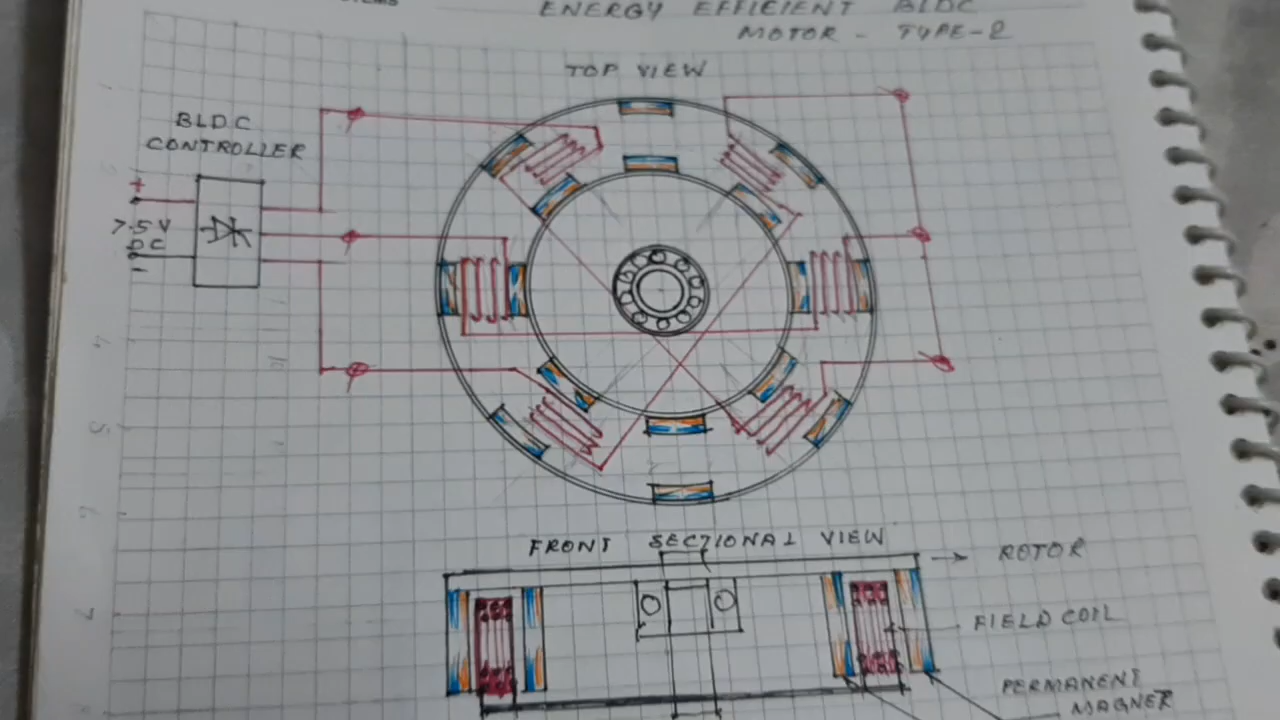 ENERGY EFFICIENT BLDC
MOTOR - TYPE-2
TOP VIEW
BLDC
CONTROLLER
+
7.5V
DC
-
FRONT SECTIONAL VIEW
ROTOR
FIELD COIL
PERMANENT
MAGNER